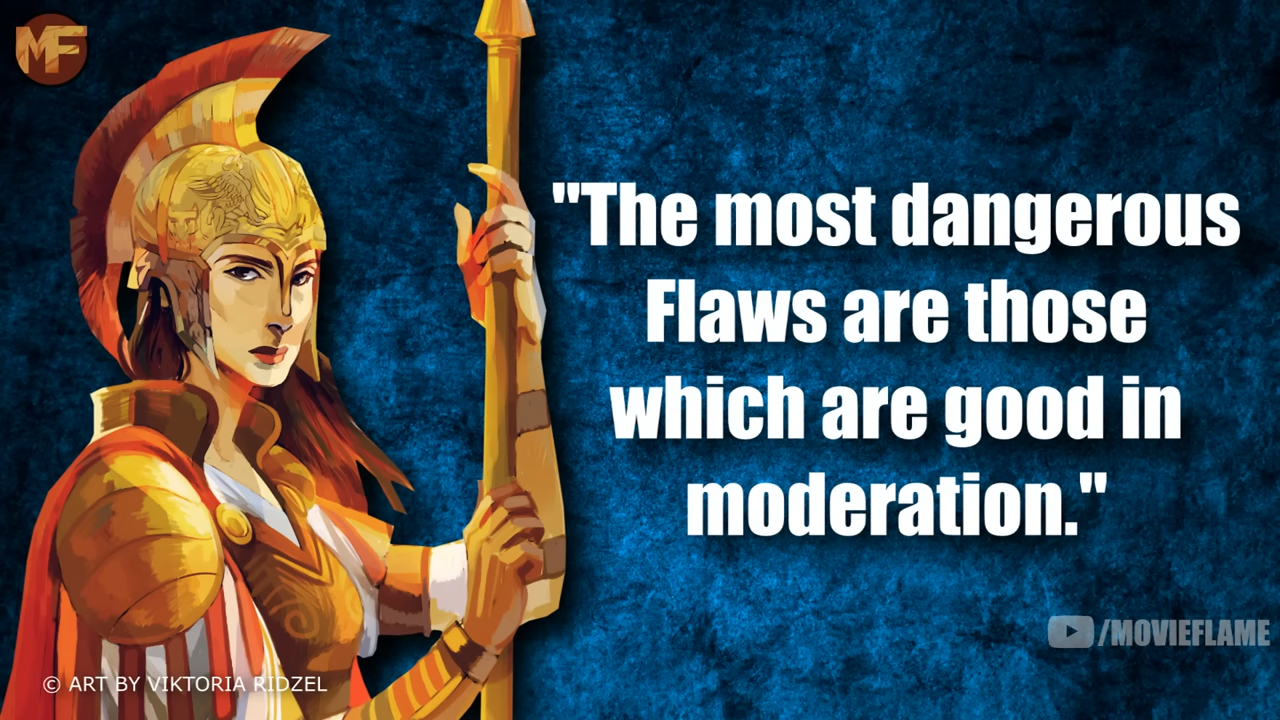 MF
"The most dangerous
Flaws are those
which are good in
moderation."
/MOVIEFLAME
© ART BY VIKTORIA RIDZEL